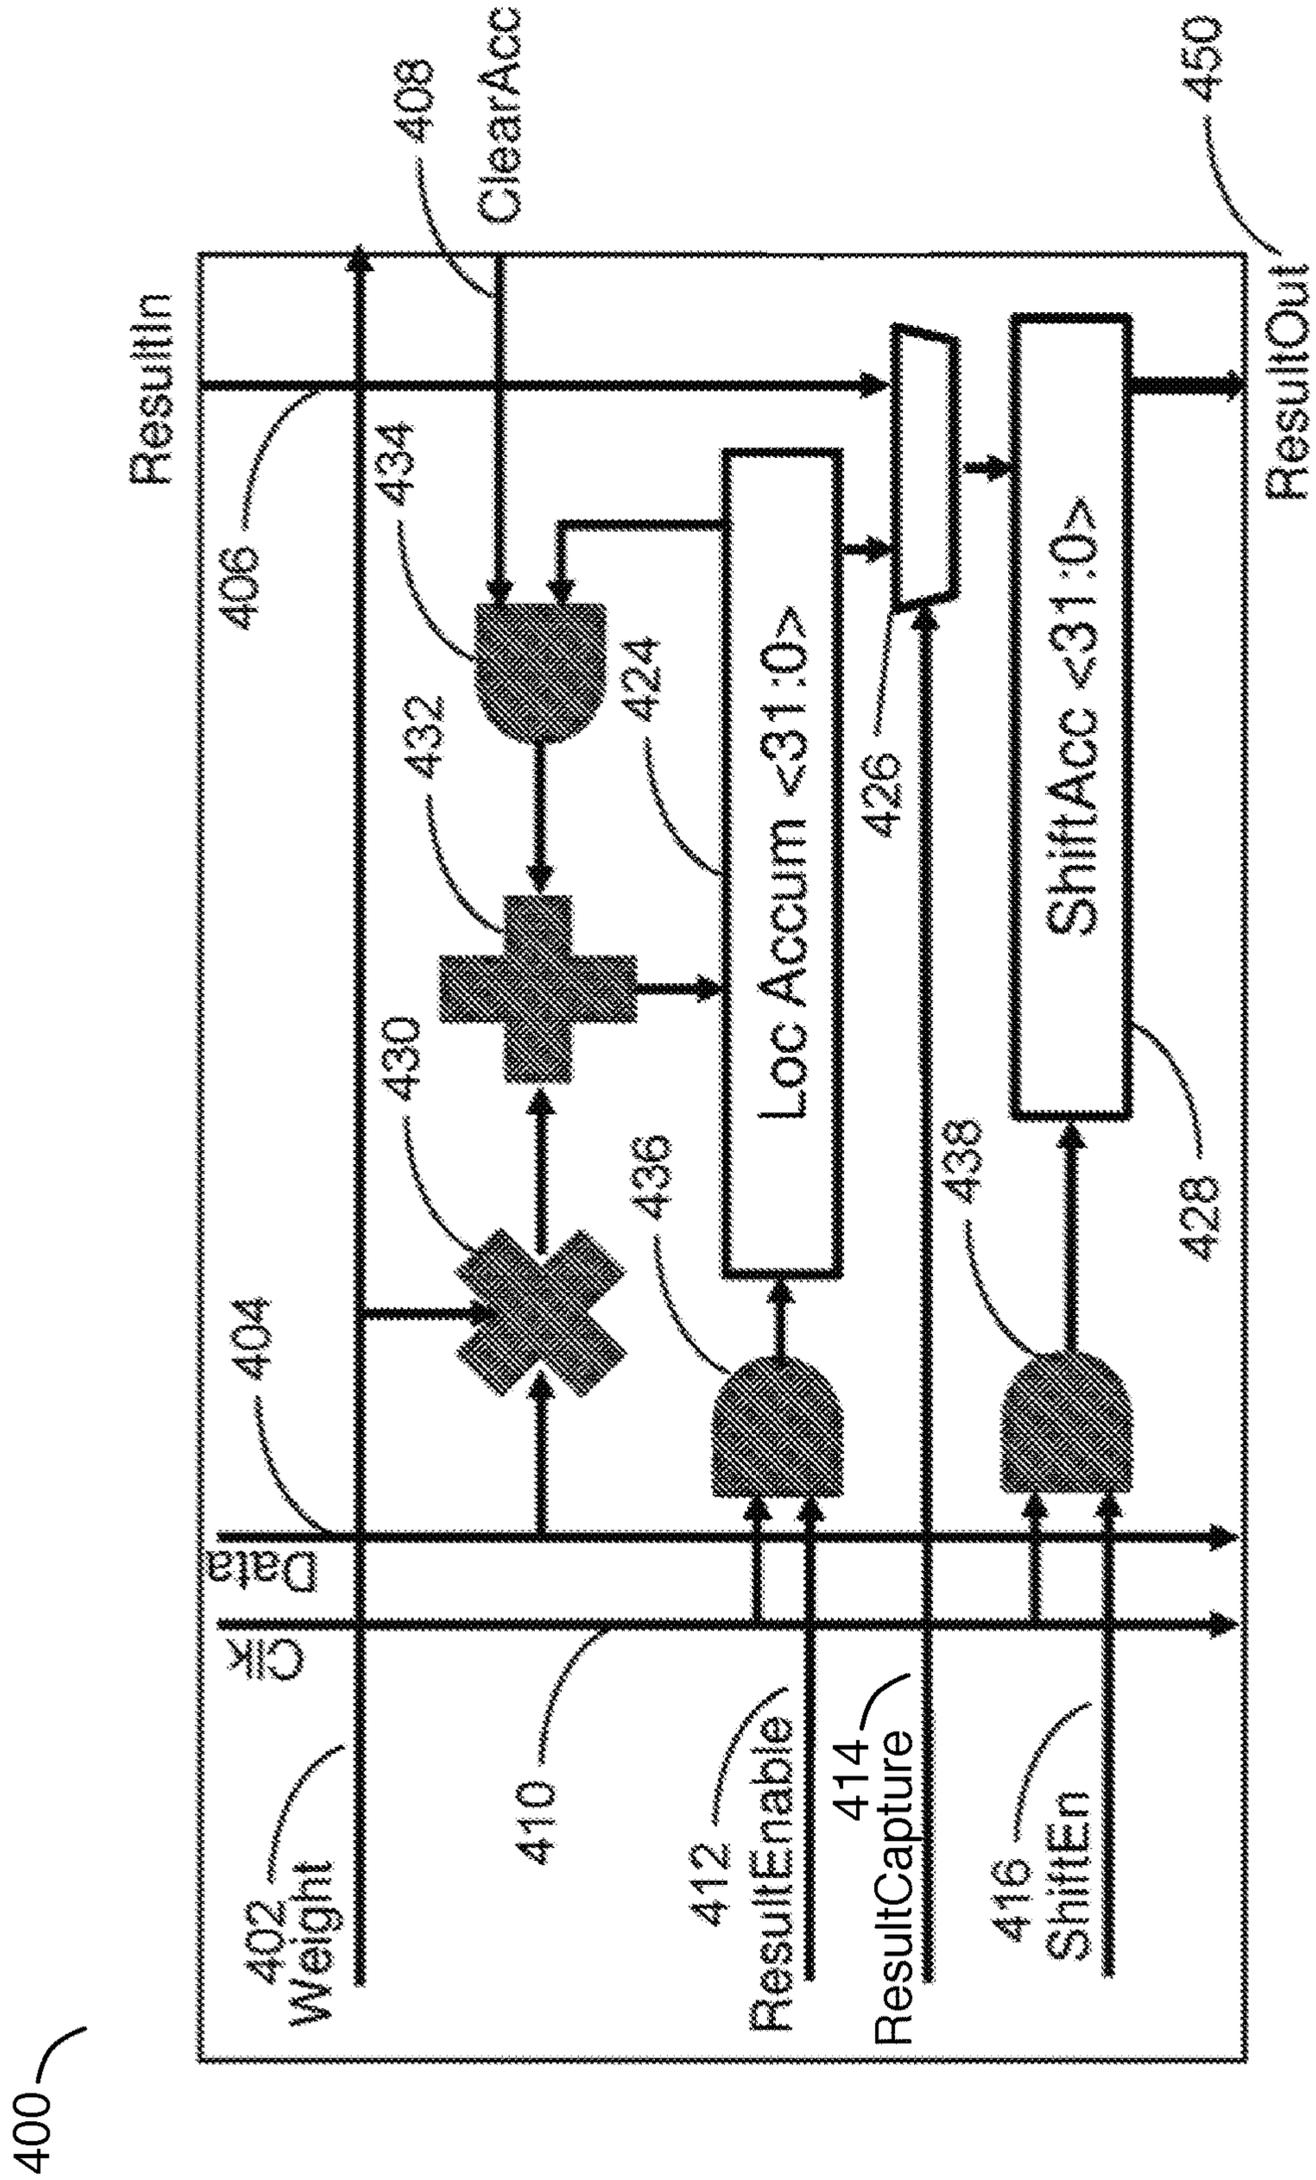 400
402
Weight
Clk
Data
404
ResultIn
406
408
ClearAcc
410
430
432
434
412
ResultEnable
436
424
Loc Accum <31:0>
414
ResultCapture
426
416
ShiftEn
438
428
ShiftAcc <31:0>
ResultOut
450